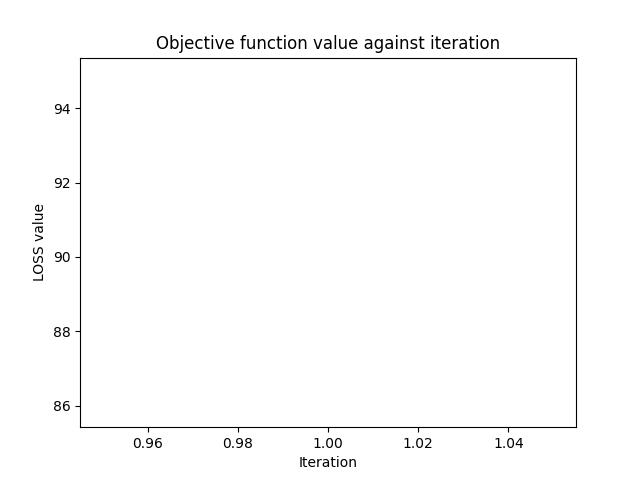 Objective function value against iteration
94
92
90
88
86
LOSS value
0.96 0.98 1.00 1.02 1.04
Iteration